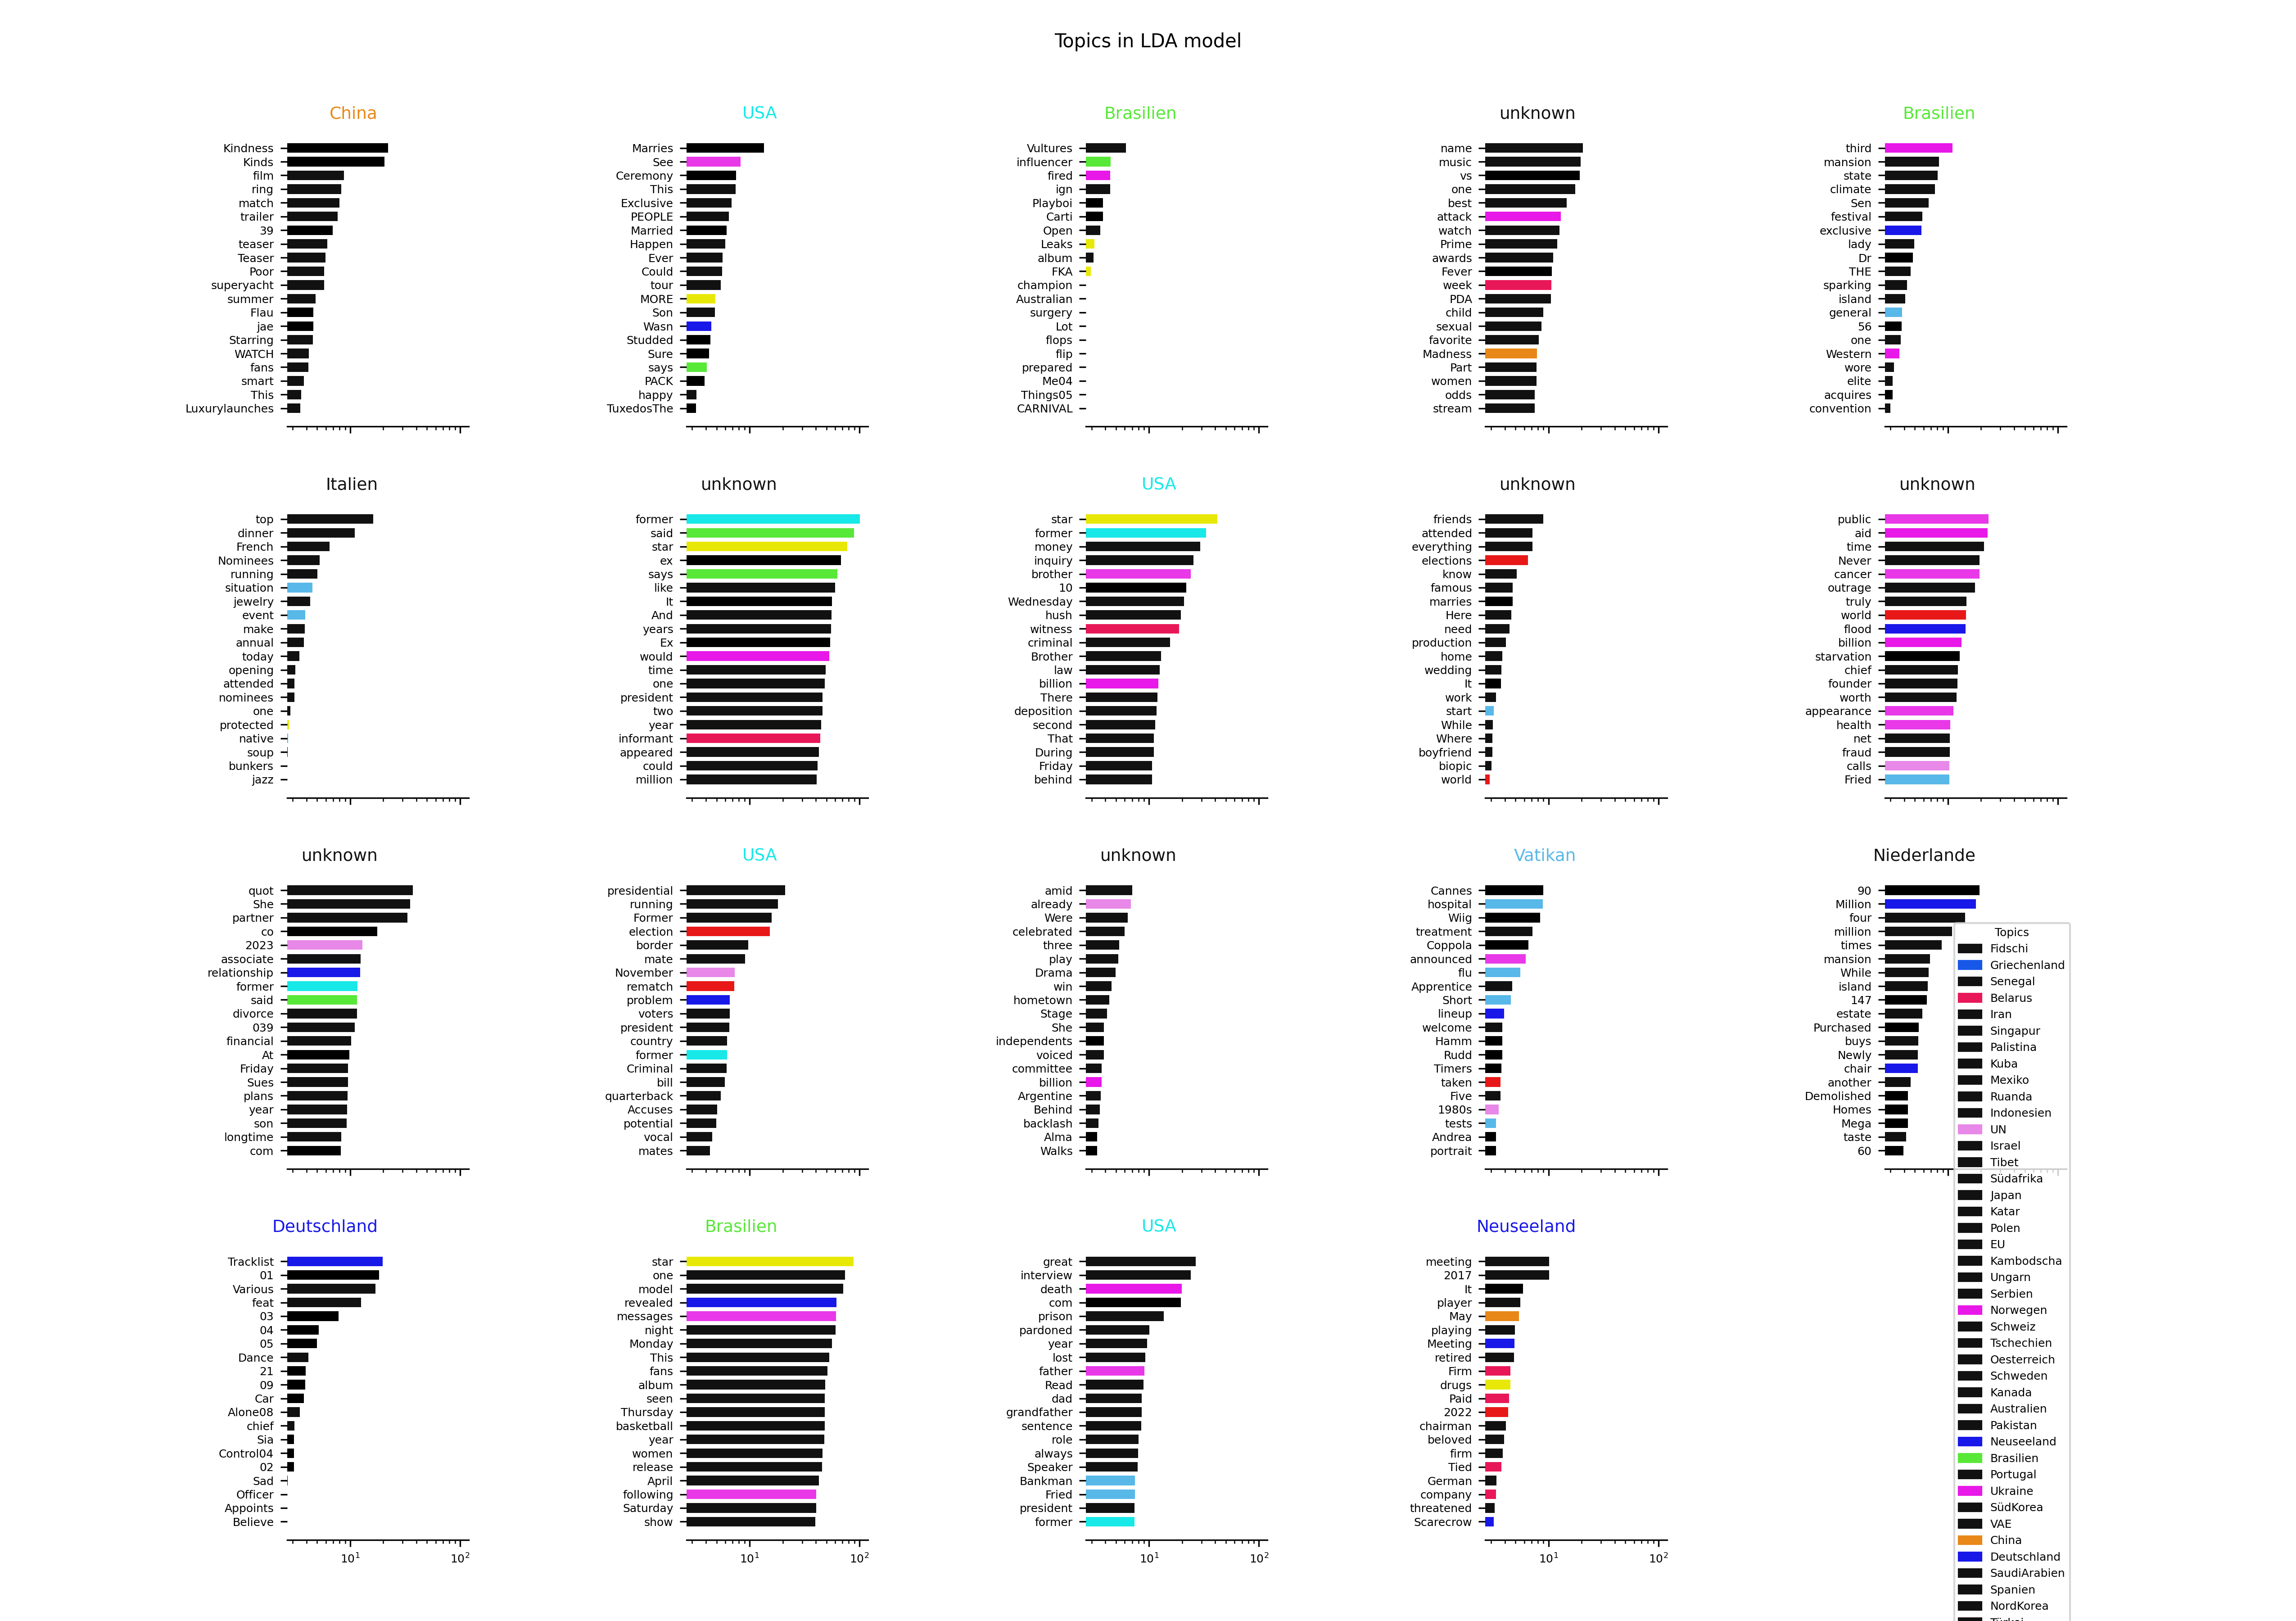 Topics in LDA model
China
Kindness
Kinds
film
ring
match
trailer
39
teaser
Teaser
Poor
superyacht
summer
Flau
jae
Starring
WATCH
fans
smart
This
Luxurylaunches
USA
Marries
See
Ceremony
This
Exclusive
PEOPLE
Married
Happen
Ever
Could
tour
MORE
Son
Wasn
Studded
Sure
says
PACK
happy
TuxedosThe
Brasilien
Vultures
influencer
fired
ign
Playboi
Carti
Open
Leaks
album
FKA
champion
Australian
surgery
Lot
flops
flip
prepared
Me04
Things05
CARNIVAL
unknown
name
music
vs
one
best
attack
watch
Prime
awards
Fever
week
PDA
child
sexual
favorite
Madness
Part
women
odds
stream
Brasilien
third
mansion
state
climate
Sen
festival
exclusive
lady
Dr
THE
sparking
island
general
56
one
Western
wore
elite
acquires
convention
Italien
top
dinner
French
Nominees
running
situation
jewelry
event
make
annual
today
opening
attended
nominees
one
protected
native
soup
bunkers
jazz
unknown
former
said
star
ex
says
like
It
And
years
Ex
would
time
one
president
two
year
informant
appeared
could
million
USA
star
former
money
inquiry
brother
10
Wednesday
hush
witness
criminal
Brother
law
billion
There
deposition
second
That
During
Friday
behind
unknown
friends
attended
everything
elections
know
famous
marries
Here
need
production
home
wedding
It
work
start
While
Where
boyfriend
biopic
world
unknown
public
aid
time
Never
cancer
outrage
truly
world
flood
billion
starvation
chief
founder
worth
appearance
health
net
fraud
calls
Fried
unknown
quot
She
partner
co
2023
associate
relationship
former
said
divorce
039
financial
At
Friday
Sues
plans
year
son
longtime
com
USA
presidential
running
Former
election
border
mate
November
rematch
problem
voters
president
country
former
Criminal
bill
quarterback
Accuses
potential
vocal
mates
unknown
amid
already
Were
celebrated
three
play
Drama
win
hometown
Stage
She
independents
voiced
committee
billion
Argentine
Behind
backlash
Alma
Walks
Vatikan
Cannes
hospital
Wiig
treatment
Coppola
announced
flu
Apprentice
Short
lineup
welcome
Hamm
Rudd
Timers
taken
Five
1980s
tests
Andrea
portrait
Niederlande
90
Million
four
million
times
mansion
While
island
147
estate
Purchased
buys
Newly
chair
another
Demolished
Homes
Mega
taste
60
Deutschland
Tracklist
01
Various
feat
03
04
05
Dance
21
09
Car
Alone08
chief
Sia
Control04
02
Sad
Officer
Appoints
Believe
10¹ 10²
Brasilien
star
one
model
revealed
messages
night
Monday
This
fans
album
seen
Thursday
basketball
year
women
release
April
following
Saturday
show
10¹ 10²
USA
great
interview
death
com
prison
pardoned
year
lost
father
Read
dad
grandfather
sentence
role
always
Speaker
Bankman
Fried
president
former
10¹ 10²
Neuseeland
meeting
2017
It
player
May
playing
Meeting
retired
Firm
drugs
Paid
2022
chairman
beloved
firm
Tied
German
company
threatened
Scarecrow
10¹ 10²
Topics
Fidschi
Griechenland
Senegal
Belarus
Iran
Singapur
Palistina
Kuba
Mexiko
Ruanda
Indonesien
UN
Israel
Tibet
Südafrika
Japan
Katar
Polen
EU
Kambodscha
Ungarn
Serbien
Norwegen
Schweiz
Tschechien
Oesterreich
Schweden
Kanada
Australien
Pakistan
Neuseeland
Brasilien
Portugal
Ukraine
SüdKorea
VAE
China
Deutschland
SaudiArabien
Spanien
NordKorea